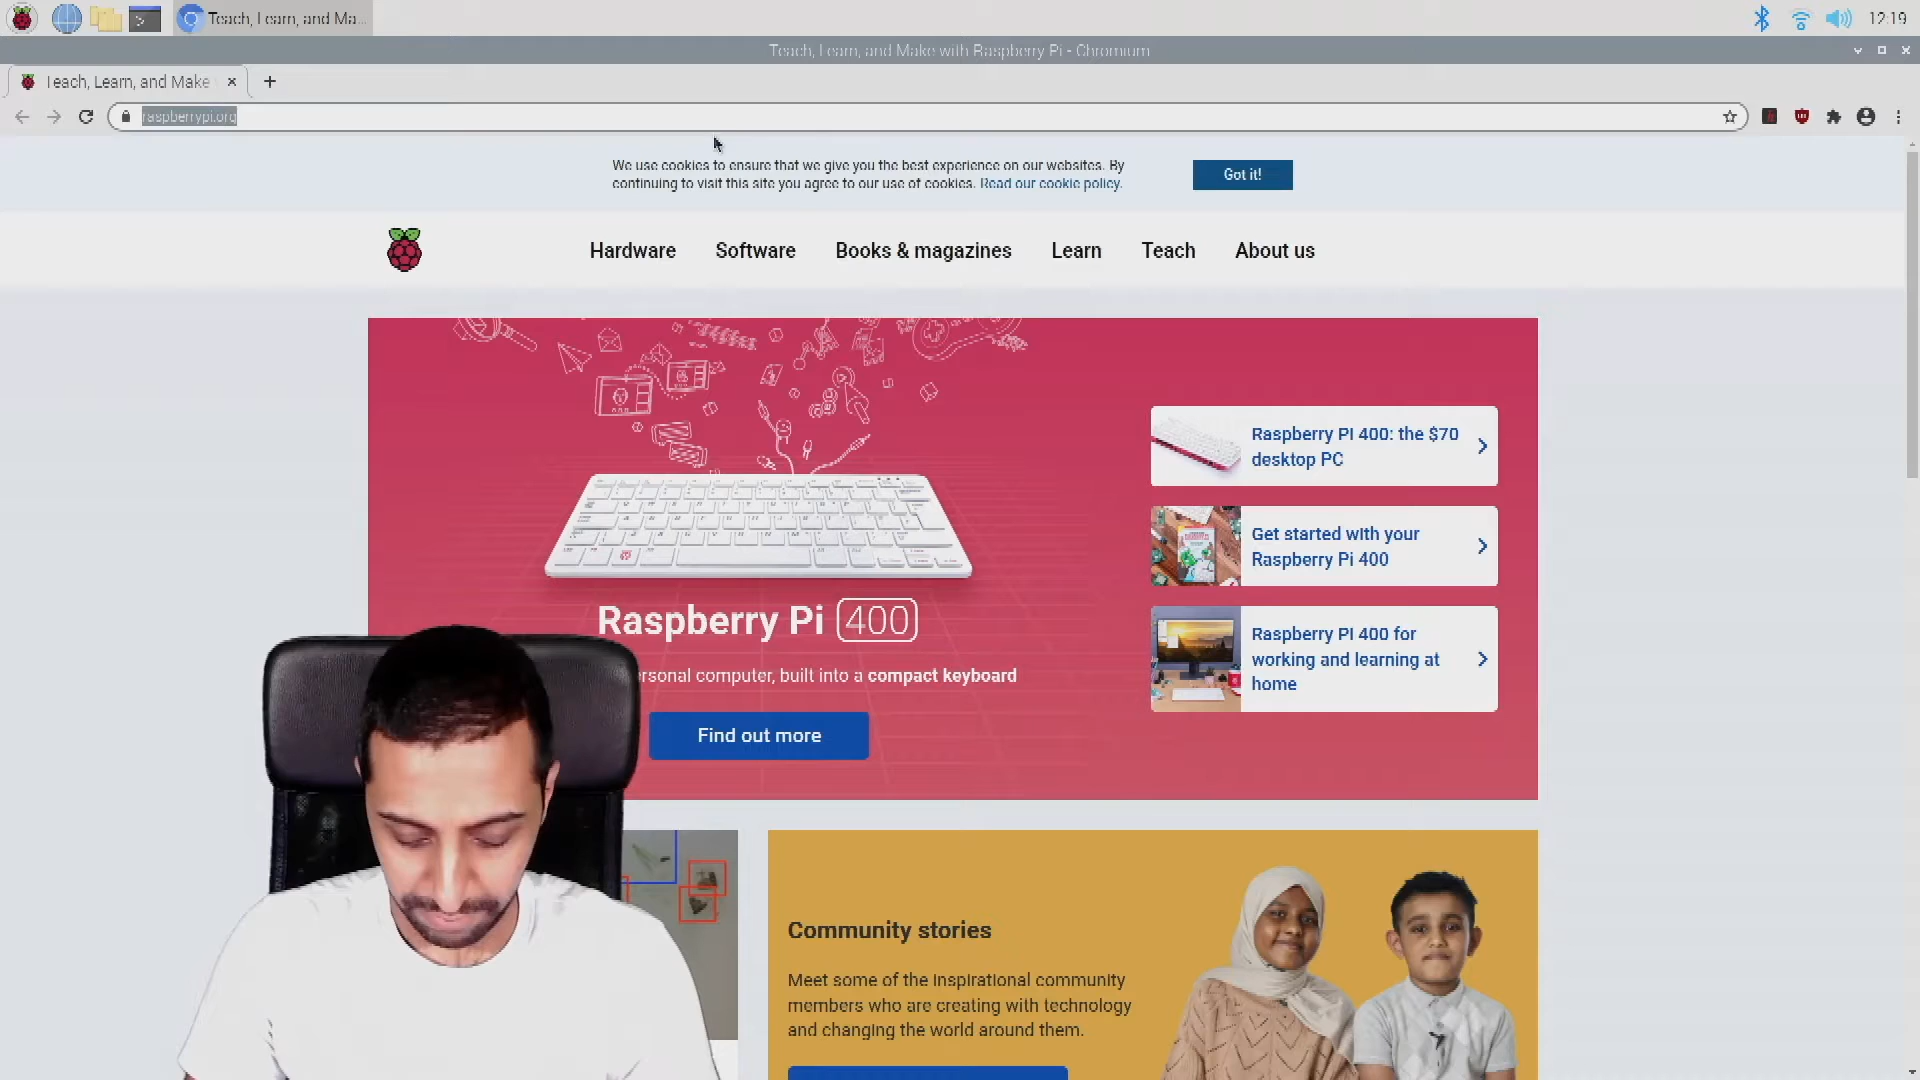 Teach, Learn, and Ma...
12:19
Teach, Learn, and Make with Raspberry Pi - Chromium
Teach, Learn, and Make
raspberrypi.org
We use cookies to ensure that we give you the best experience on our websites. By
continuing to visit this site you agree to our use of cookies. Read our cookie policy.
Got it!
Hardware
Software
Books & magazines
Learn
Teach
About us
Raspberry Pi 400: the $70
desktop PC
Get started with your
Raspberry Pi 400
Raspberry Pi 400 for
working and learning at
home
Raspberry Pi 400
rsonal computer, built into a compact keyboard
Find out more
Community stories
Meet some of the inspirational community
members who are creating with technology
and changing the world around them.